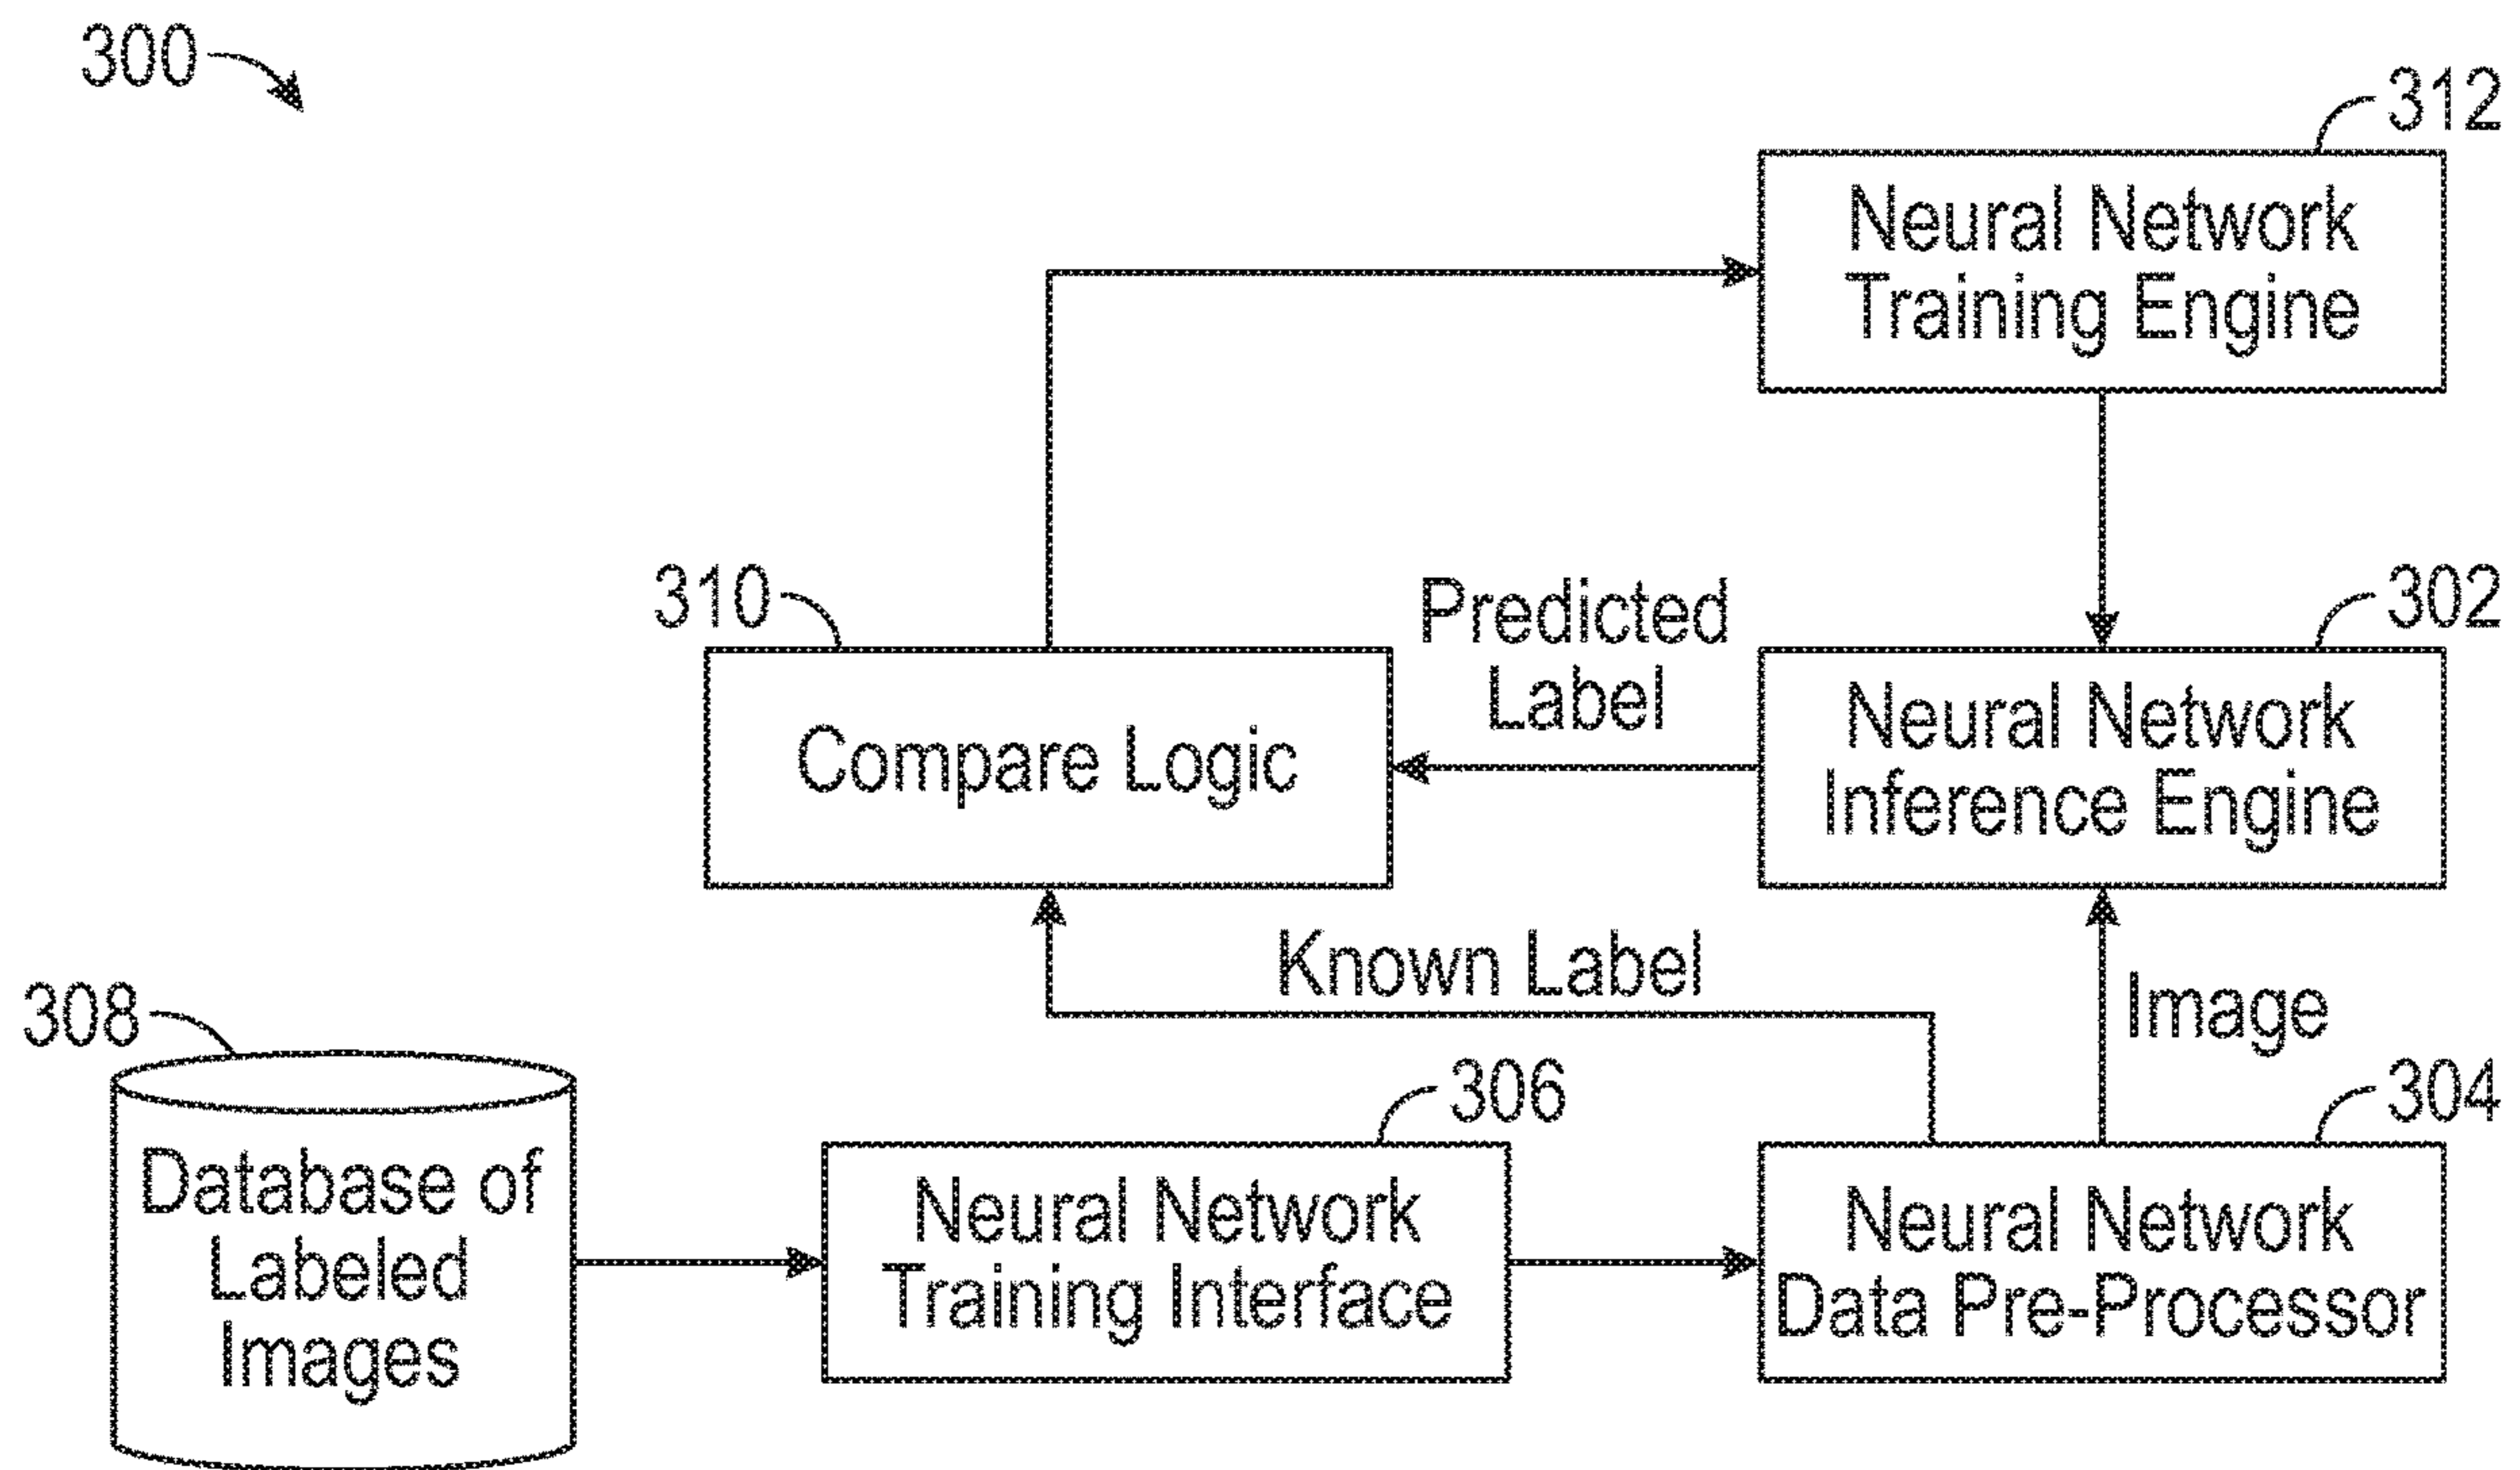 300
312
Neural Network
Training Engine
310
Predicted
Label
302
Compare Logic
Neural Network
Inference Engine
Known Label
Image
308
306
304
Database of
Labeled
Images
Neural Network
Training Interface
Neural Network
Data Pre-Processor